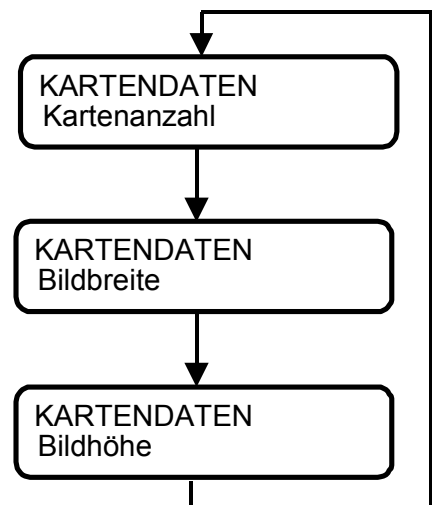 KARTENDATEN
Kartenanzahl
KARTENDATEN
Bildbreite
KARTENDATEN
Bildhöhe